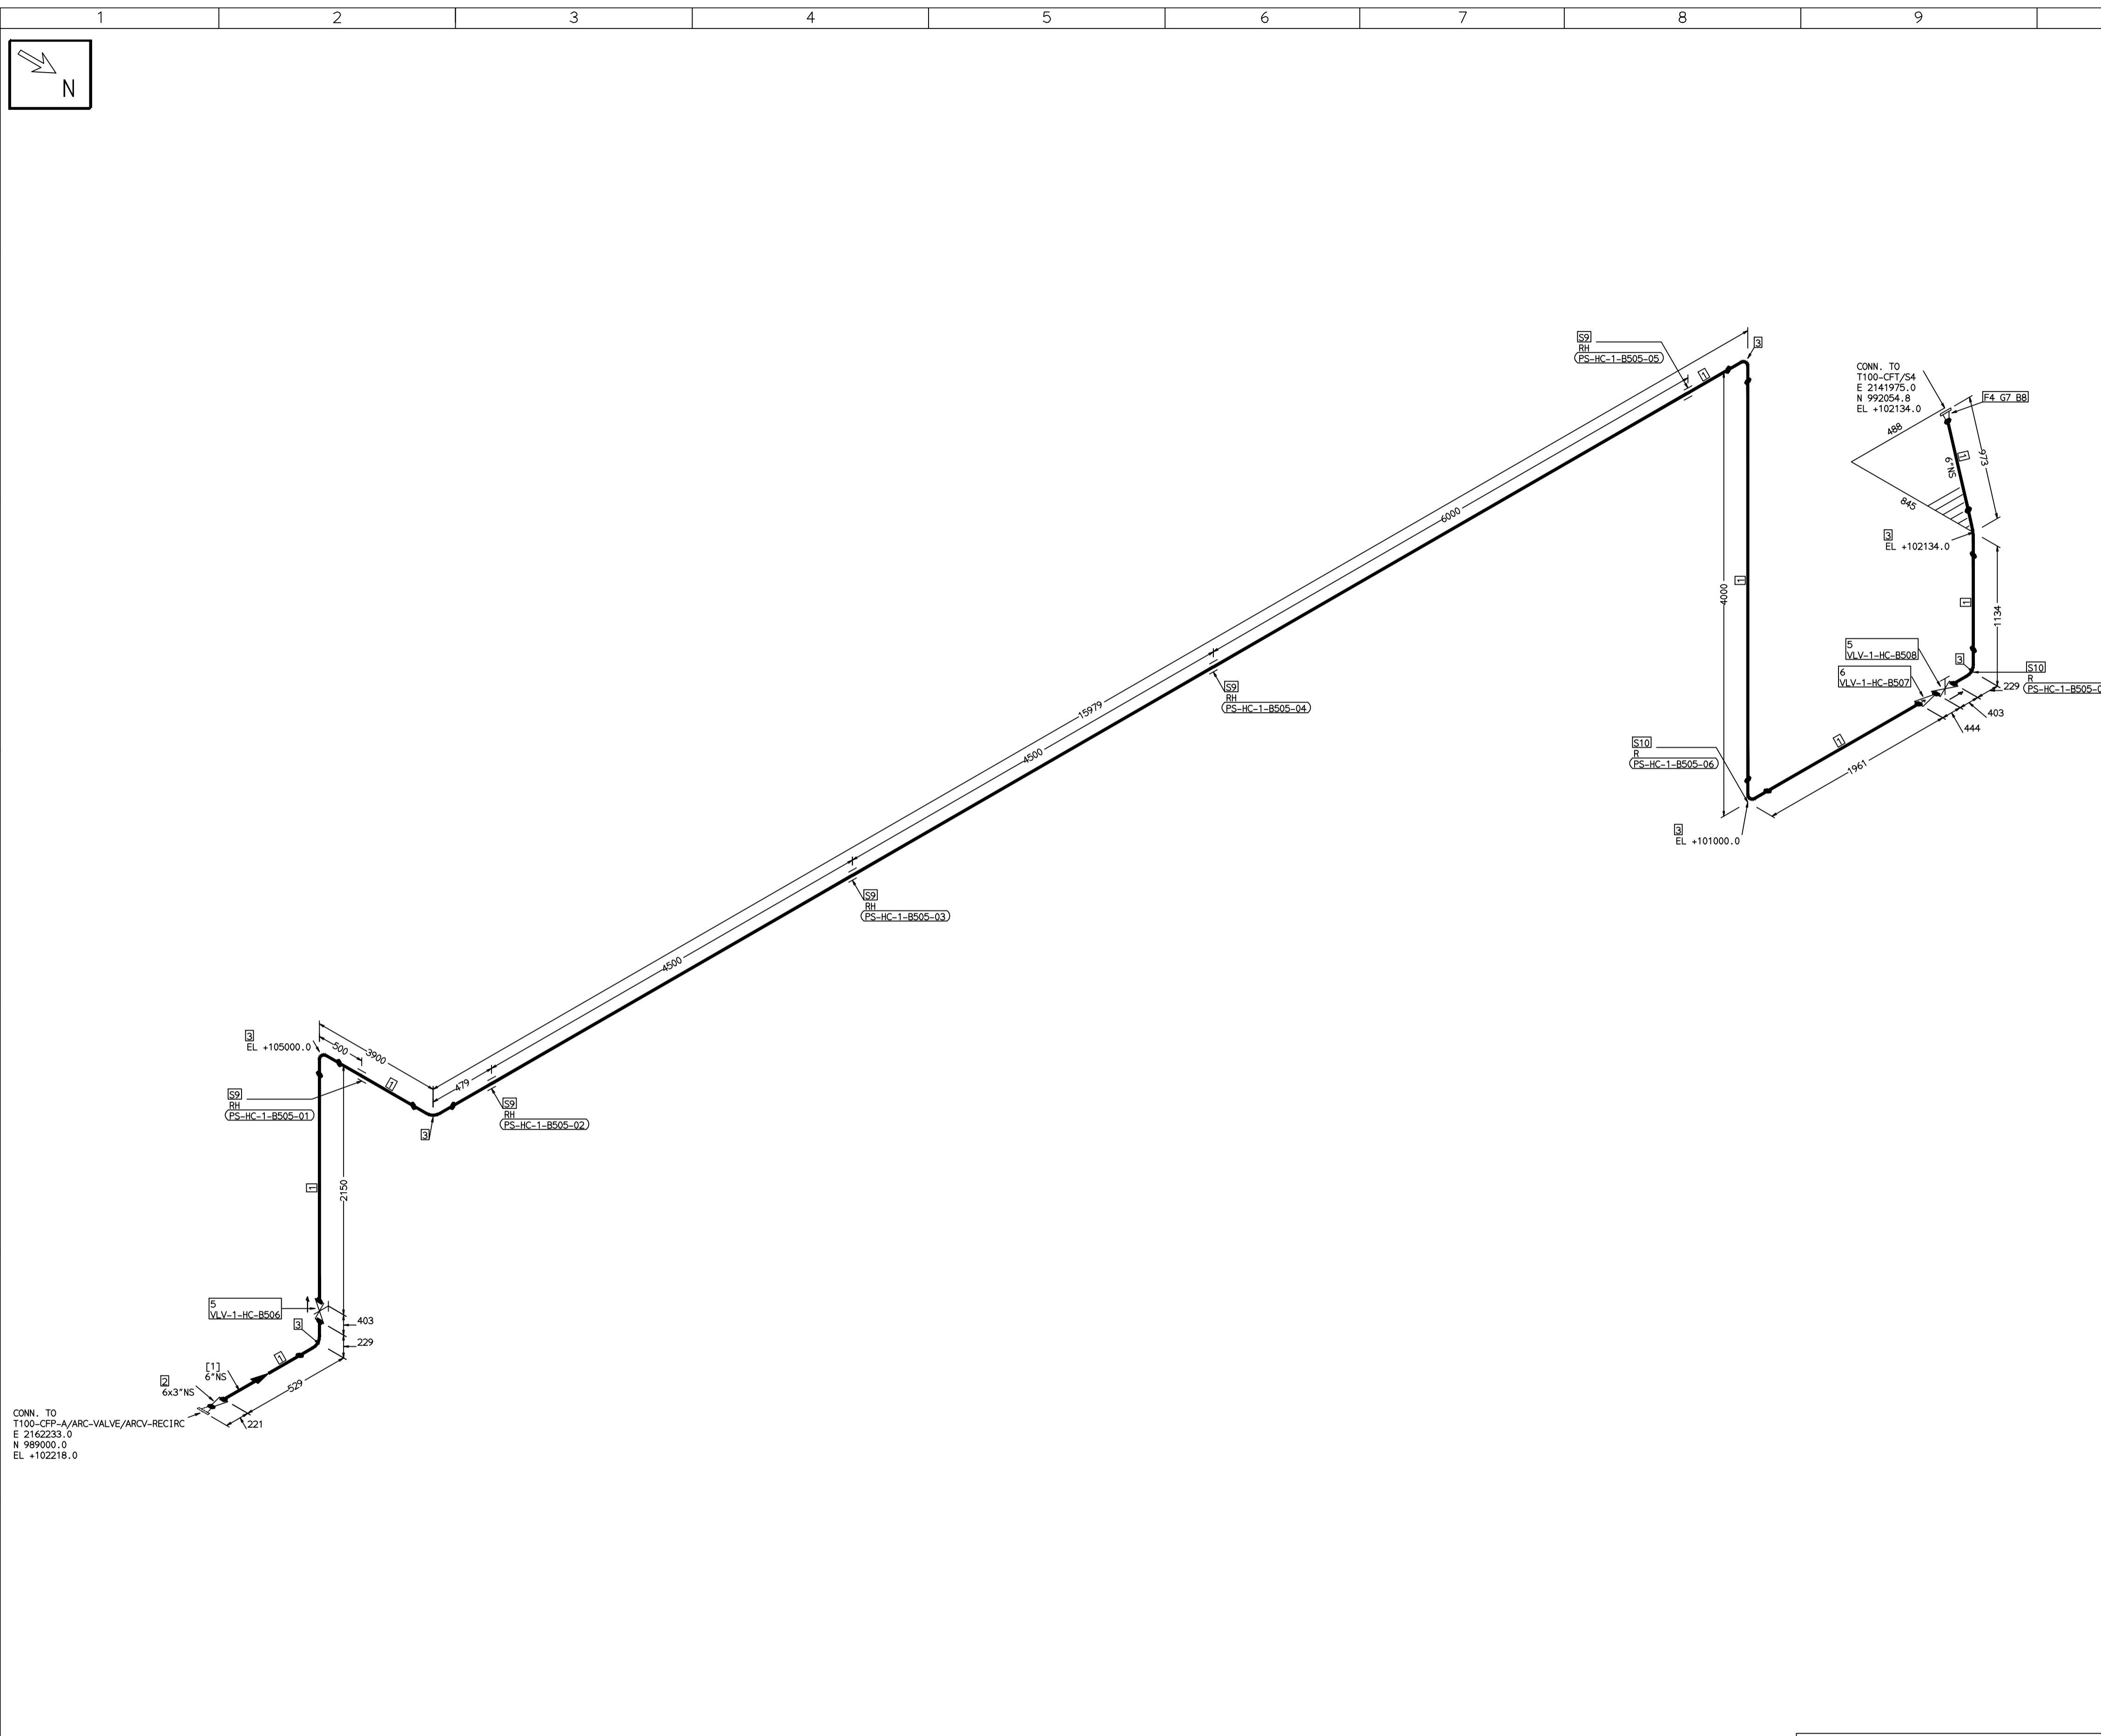 1 2 3 4 5 6 7 8 9
N
S9
RH
PS-HC-1-B505-05
3
1
CONN. TO
T100-CFT/S4
E 2141975.0
N 992054.8
EL +102134.0
F4 G7 B8
488
973
1
6"NS
845
6000
3
EL +102134.0
1
4000
1
1134
5
VLV-1-HC-B508
3
6
VLV-1-HC-B507
S10
R
229
403
444
S9
RH
PS-HC-1-B505-04
15979
4500
S10
R
PS-HC-1-B505-06
1
1961
3
EL +101000.0
S9
RH
PS-HC-1-B505-03
4500
3
EL +105000.0
500
3900
1
479
S9
RH
PS-HC-1-B505-01
S9
RH
PS-HC-1-B505-02
3
1
2150
5
VLV-1-HC-B506
403
3
229
1
[1]
6"NS
2
6x3"NS
529
221
CONN. TO
T100-CFP-A/ARC-VALVE/ARCV-RECIRC
E 2162233.0
N 989000.0
EL +102218.0